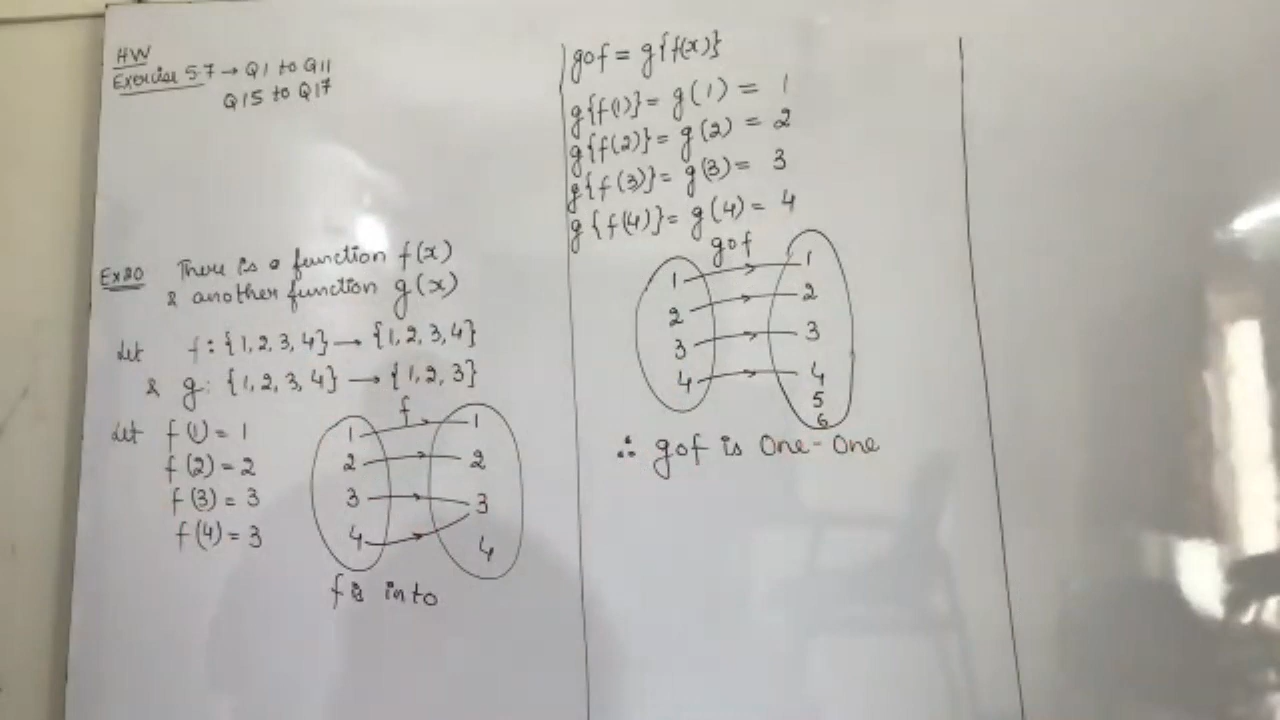 HW
Exercise 5.7 → Q1 to Q11
Q15 to Q17
Ex20 There is a function f(x)
& another function g(x)
Let f : {1, 2, 3, 4} → {1, 2, 3, 4}
& g: {1, 2, 3, 4} → {1, 2, 3}
Let f(1) = 1
f(2) = 2
f(3) = 3
f(4) = 3
f
1 1
2 2
3 3
4 4
f is into
gof = g{f(x)}
g{f(1)} = g(1) = 1
g{f(2)} = g(2) = 2
g{f(3)} = g(3) = 3
g{f(4)} = g(4) = 4
gof
1 1
2 2
3 3
4 4
5
6
∴ gof is One-One